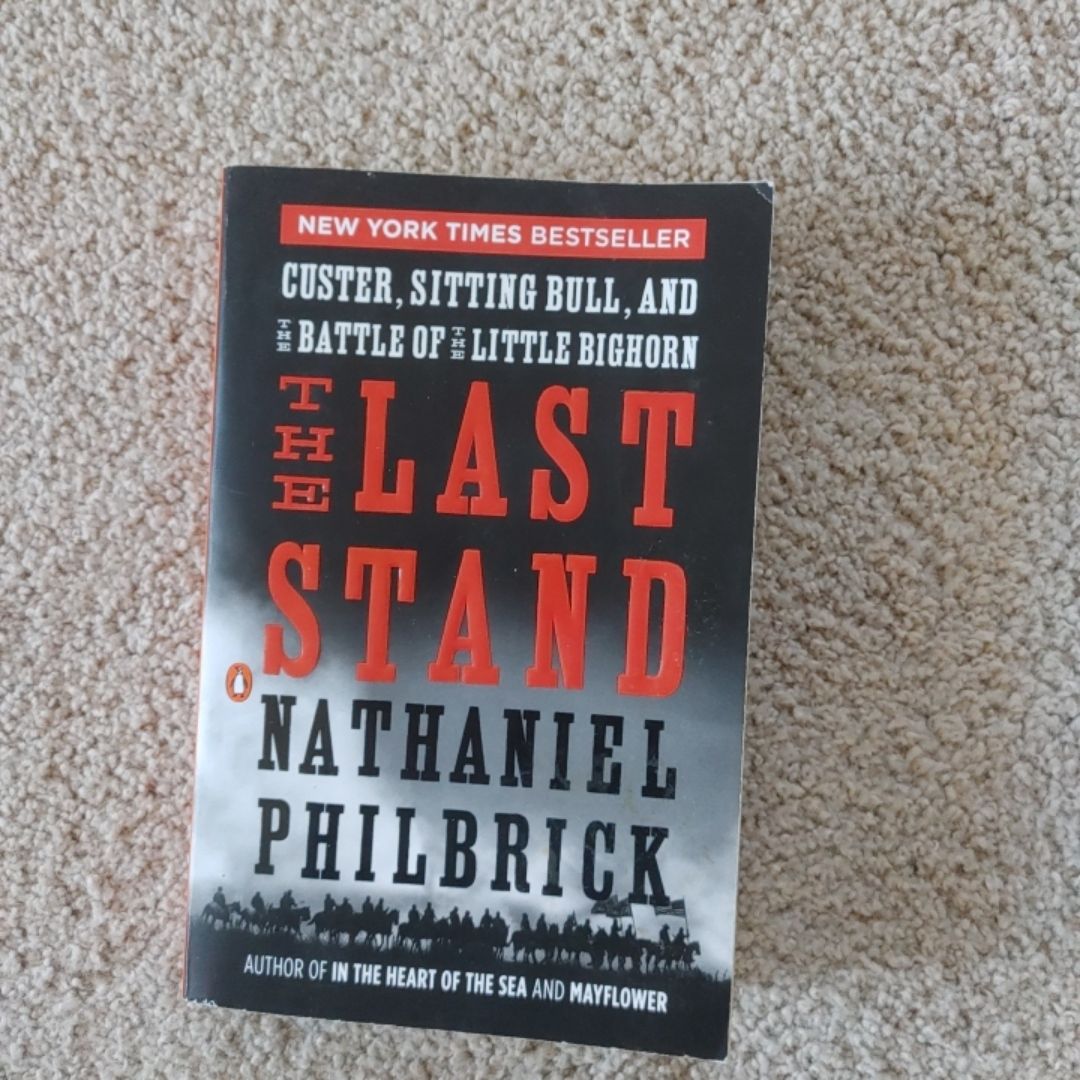 NEW YORK TIMES BESTSELLER
CUSTER, SITTING BULL, AND
THE BATTLE OF THE LITTLE BIGHORN
THE LAST
STAND
NATHANIEL
PHILBRICK
AUTHOR OF IN THE HEART OF THE SEA AND MAYFLOWER